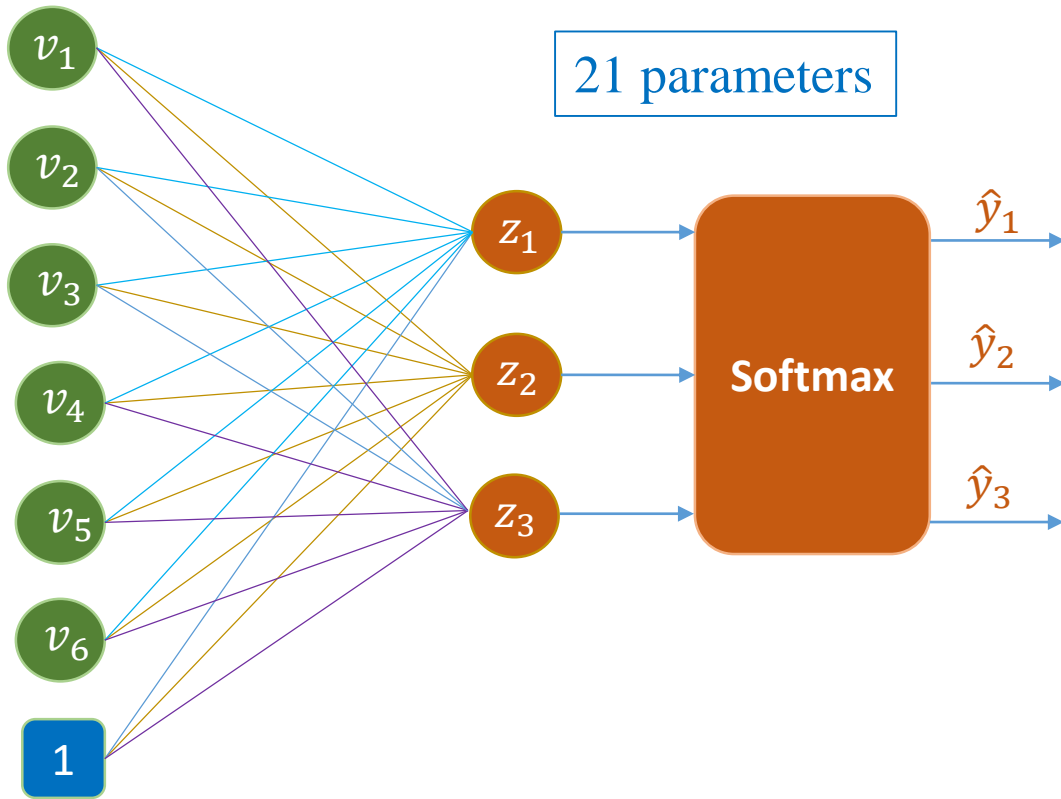 v₁
v₂
v₃
v₄
v₅
v₆
1
21 parameters
z₁
z₂
z₃
Softmax
ŷ₁
ŷ₂
ŷ₃